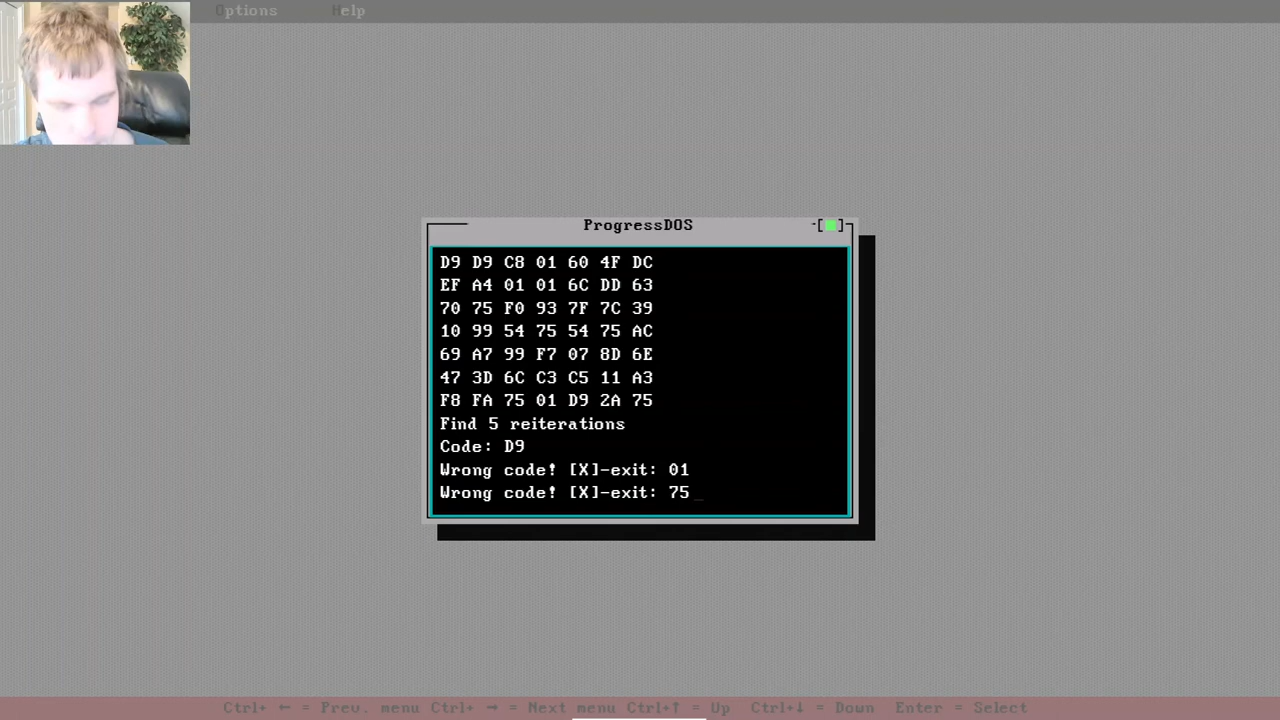 Options Help
ProgressDOS
D9 D9 C8 01 60 4F DC
EF A4 01 01 6C DD 63
70 75 F0 93 7F 7C 39
10 99 54 75 54 75 AC
69 A7 99 F7 07 8D 6E
47 3D 6C C3 C5 11 A3
F8 FA 75 01 D9 2A 75
Find 5 reiterations
Code: D9
Wrong code! [X]-exit: 01
Wrong code! [X]-exit: 75_
Ctrl+ ← = Prev. menu Ctrl+ → = Next menu Ctrl+↑ = Up Ctrl+↓ = Down Enter = Select